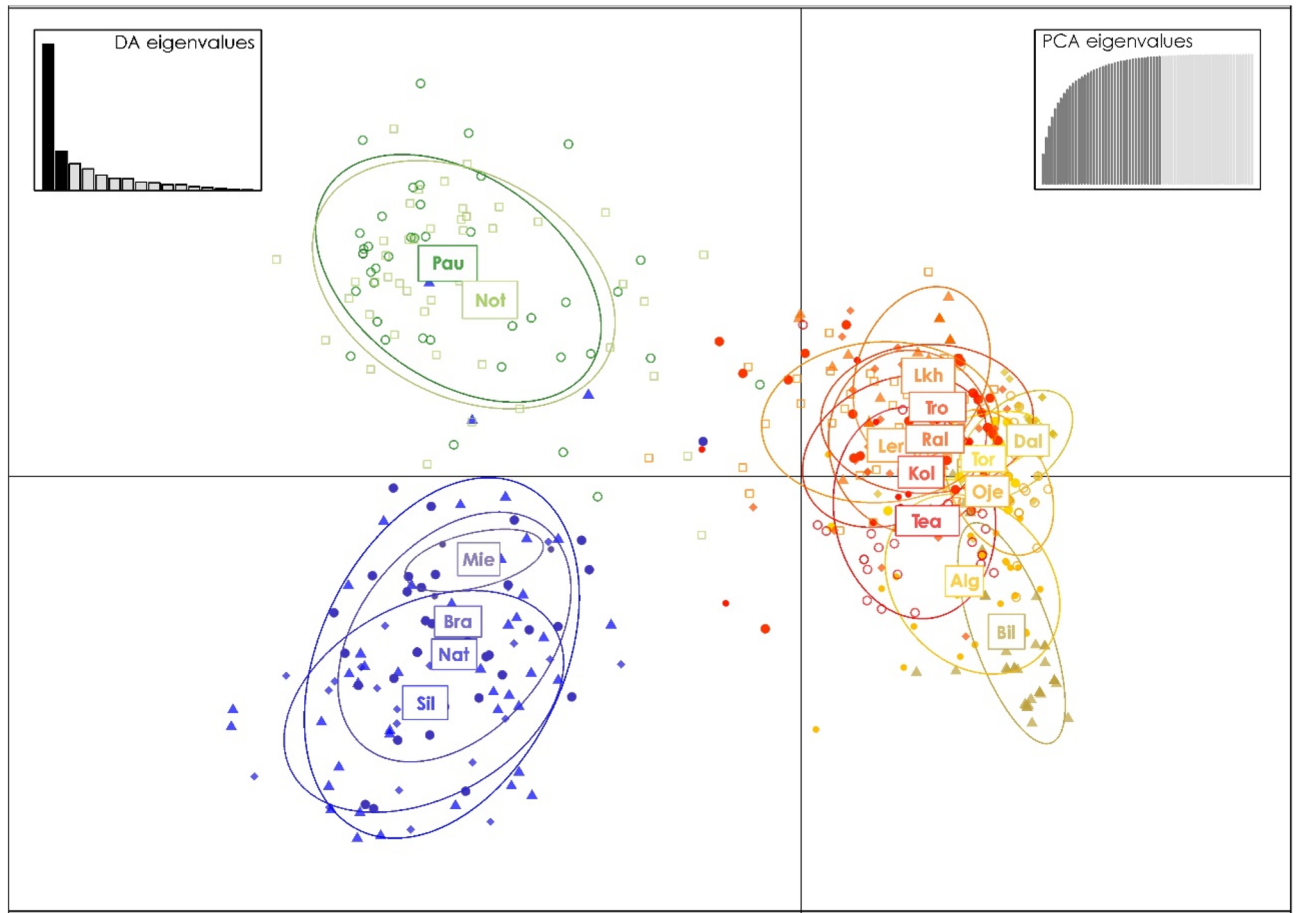 DA eigenvalues
PCA eigenvalues
Pau
Not
Lkh
Tro
Ler
Ral
Dal
Tor
Kol
Oje
Tea
Mie
Alg
Bra
Bil
Nat
Sil